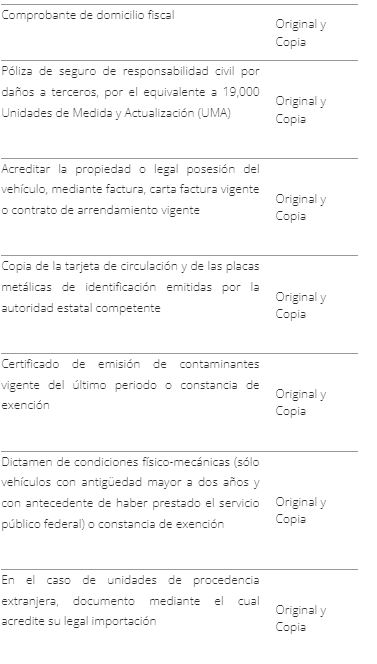 Comprobante de domicilio fiscal
Original y
Copia
Póliza de seguro de responsabilidad civil por
daños a terceros, por el equivalente a 19,000
Unidades de Medida y Actualización (UMA)
Original y
Copia
Acreditar la propiedad o legal posesión del
vehículo, mediante factura, carta factura vigente
o contrato de arrendamiento vigente
Original y
Copia
Copia de la tarjeta de circulación y de las placas
metálicas de identificación emitidas por la
autoridad estatal competente
Original y
Copia
Certificado de emisión de contaminantes
vigente del último periodo o constancia de
exención
Original y
Copia
Dictamen de condiciones físico-mecánicas (sólo
vehículos con antigüedad mayor a dos años y
con antecedente de haber prestado el servicio
público federal) o constancia de exención
Original y
Copia
En el caso de unidades de procedencia
extranjera, documento mediante el cual
acredite su legal importación
Original y
Copia